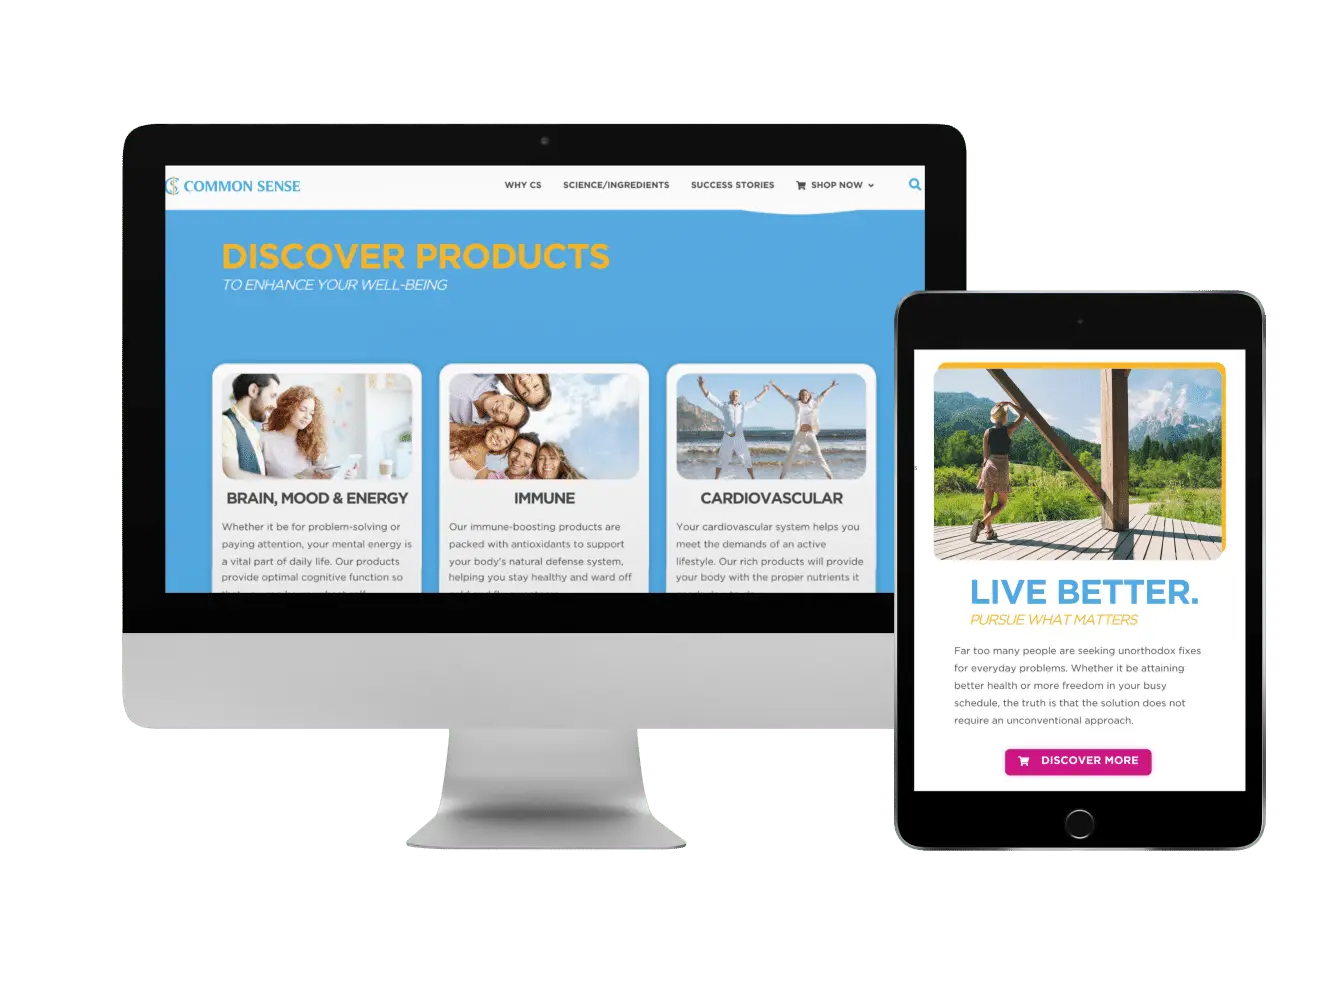 COMMON SENSE
WHY CS
SCIENCE/INGREDIENTS
SUCCESS STORIES
SHOP NOW
DISCOVER PRODUCTS
TO ENHANCE YOUR WELL-BEING
BRAIN, MOOD & ENERGY
Whether it be for problem-solving or
paying attention, your mental energy is
a vital part of daily life. Our products
provide optimal cognitive function so
IMMUNE
Our immune-boosting products are
packed with antioxidants to support
your body's natural defense system,
helping you stay healthy and ward off
CARDIOVASCULAR
Your cardiovascular system helps you
meet the demands of an active
lifestyle. Our rich products will provide
your body with the proper nutrients it
s
LIVE BETTER.
PURSUE WHAT MATTERS
Far too many people are seeking unorthodox fixes
for everyday problems. Whether it be attaining
better health or more freedom in your busy
schedule, the truth is that the solution does not
require an unconventional approach.
DISCOVER MORE